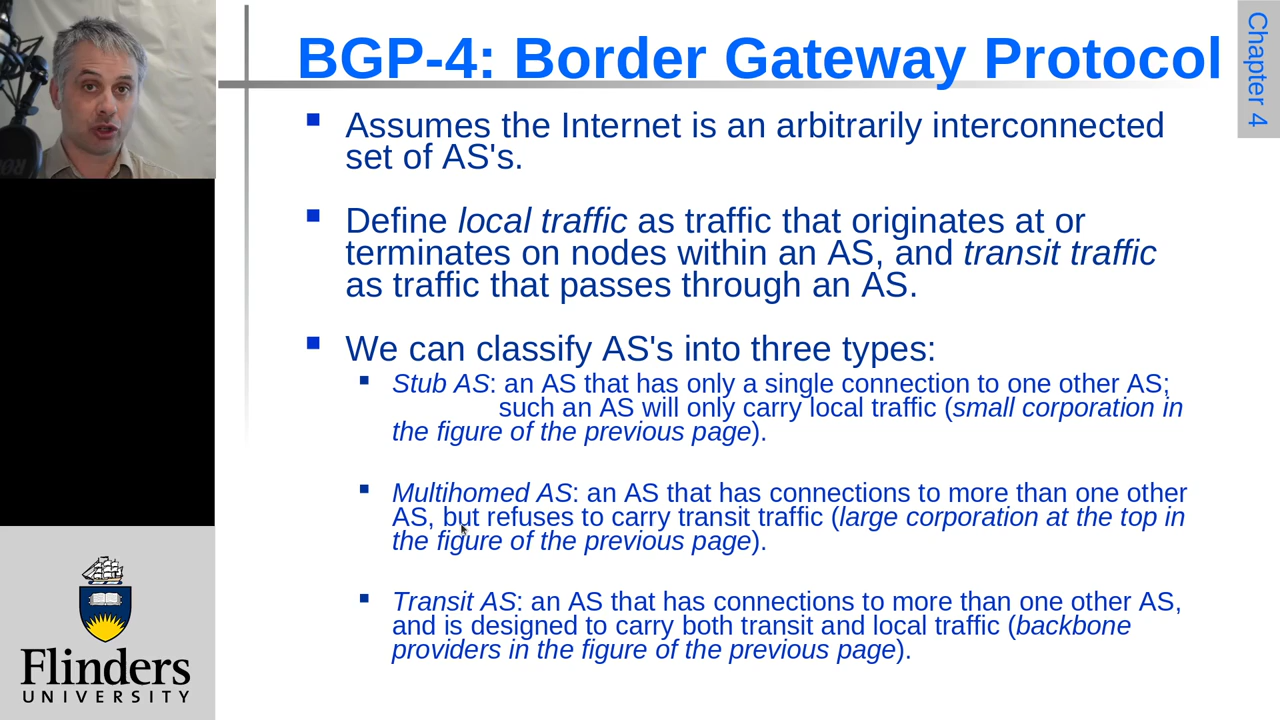 BGP-4: Border Gateway Protocol
Chapter 4
Assumes the Internet is an arbitrarily interconnected
set of AS's.
Define local traffic as traffic that originates at or
terminates on nodes within an AS, and transit traffic
as traffic that passes through an AS.
We can classify AS's into three types:
Stub AS: an AS that has only a single connection to one other AS;
such an AS will only carry local traffic (small corporation in
the figure of the previous page).
Multihomed AS: an AS that has connections to more than one other
AS, but refuses to carry transit traffic (large corporation at the top in
the figure of the previous page).
Transit AS: an AS that has connections to more than one other AS,
and is designed to carry both transit and local traffic (backbone
providers in the figure of the previous page).
Flinders
UNIVERSITY